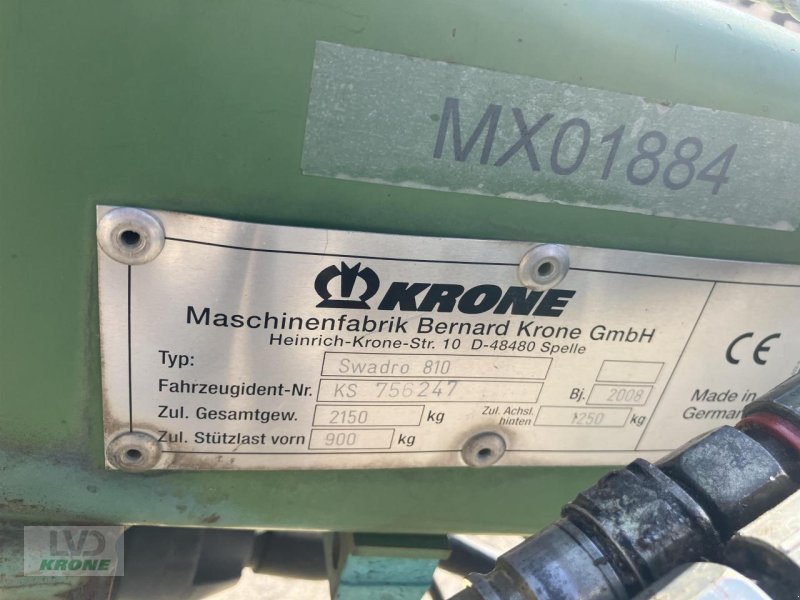 MX01884
KRONE
Maschinenfabrik Bernard Krone GmbH
Heinrich-Krone-Str. 10 D-48480 Spelle
Typ: Swadro 810
Fahrzeugident-Nr. KS 756247 Bj. 2008
Zul. Gesamtgew. 2150 kg Zul. Achsl. hinten 1250 kg
Zul. Stützlast vorn 900 kg
CE
Made in
Germany
LVD
KRONE